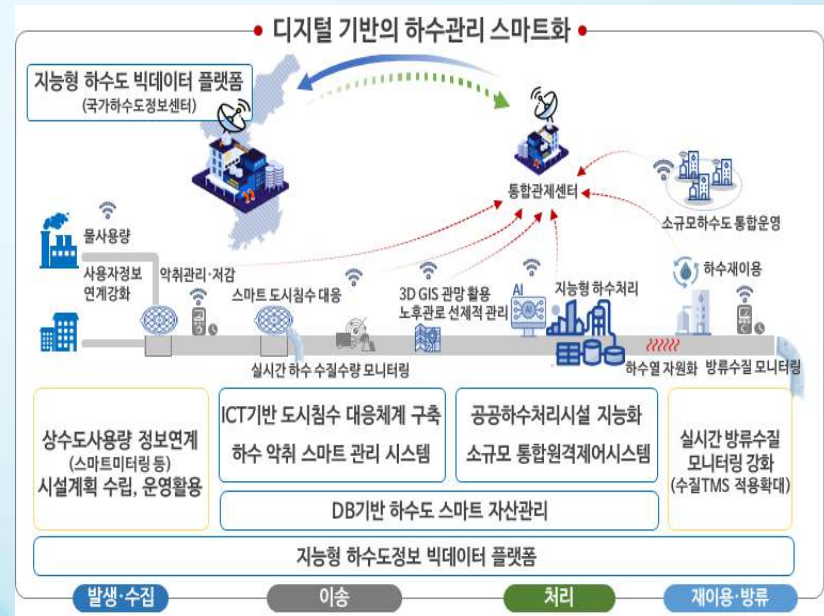 디지털 기반의 하수관리 스마트화
지능형 하수도 빅데이터 플랫폼
(국가하수도정보센터)
통합관제센터
소규모하수도 통합운영
물사용량
사용자정보
연계강화
악취관리·저감
스마트 도시침수 대응
3D GIS 관망 활용
노후관로 선제적 관리
AI
AI
지능형 하수처리
하수재이용
실시간 하수 수질수량 모니터링
하수열 자원화
방류수질 모니터링
상수도사용량 정보연계
(스마트미터링 등)
시설계획 수립, 운영활용
ICT기반 도시침수 대응체계 구축
하수 악취 스마트 관리 시스템
공공하수처리시설 지능화
소규모 통합원격제어시스템
실시간 방류수질
모니터링 강화
(수질TMS 적용확대)
DB기반 하수도 스마트 자산관리
지능형 하수도정보 빅데이터 플랫폼
발생·수집
이송
처리
재이용·방류